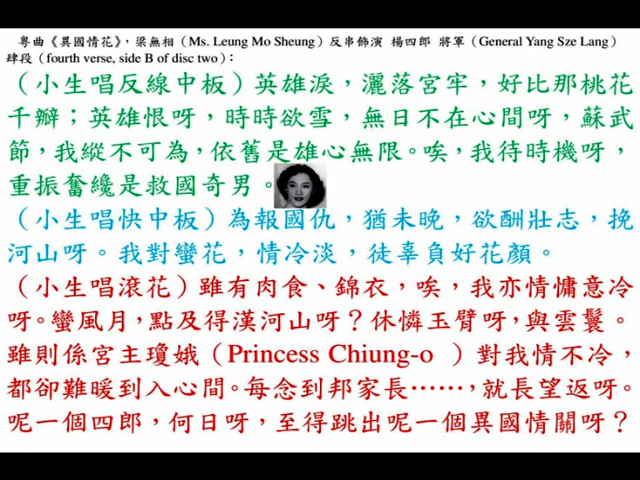 粵曲《異國情花》，梁無相（Ms. Leung Mo Sheung）反串飾演 楊四郎 將軍（General Yang Sze Lang）
肆段（fourth verse, side B of disc two）：
（小生唱反線中板）英雄淚，灑落宮牢，好比那桃花
千瓣；英雄恨呀，時時欲雪，無日不在心間呀，蘇武
節，我縱不可為，依舊是雄心無限。唉，我待時機呀，
重振奮纔是救國奇男。
（小生唱快中板）為報國仇，猶未晚，欲酬壯志，挽
河山呀。我對蠻花，情冷淡，徒辜負好花顏。
（小生唱滾花）雖有肉食、錦衣，唉，我亦情慵意冷
呀。蠻風月，點及得漢河山呀？休憐玉臂呀，與雲鬟。
雖則係宮主瓊娥（Princess Chiung-o ）對我情不冷，
都卻難暖到入心間。每念到邦家長⋯⋯，就長望返呀。
呢一個四郎，何日呀，至得跳出呢一個異國情關呀？